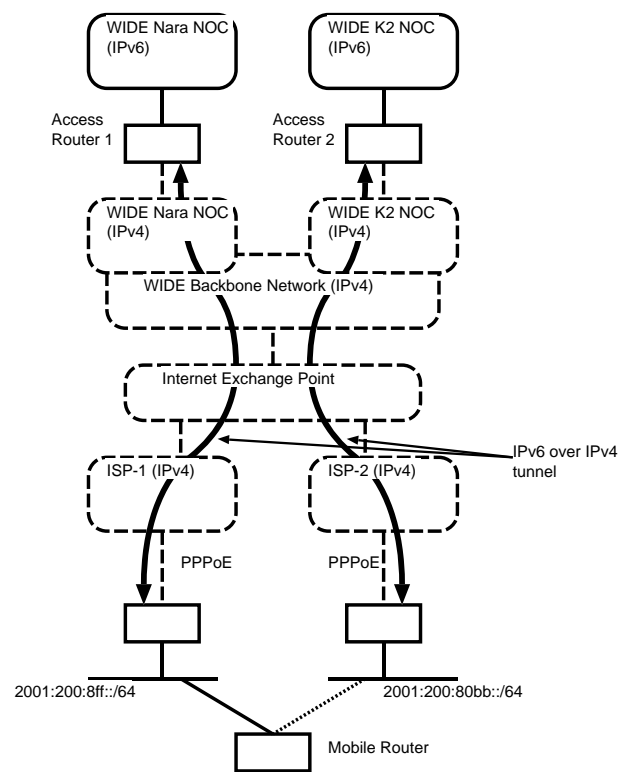 WIDE Nara NOC
(IPv6)
WIDE K2 NOC
(IPv6)
Access
Router 1
Access
Router 2
WIDE Nara NOC
(IPv4)
WIDE K2 NOC
(IPv4)
WIDE Backbone Network (IPv4)
Internet Exchange Point
IPv6 over IPv4
tunnel
ISP-1 (IPv4)
ISP-2 (IPv4)
PPPoE
PPPoE
2001:200:8ff::/64
2001:200:80bb::/64
Mobile Router